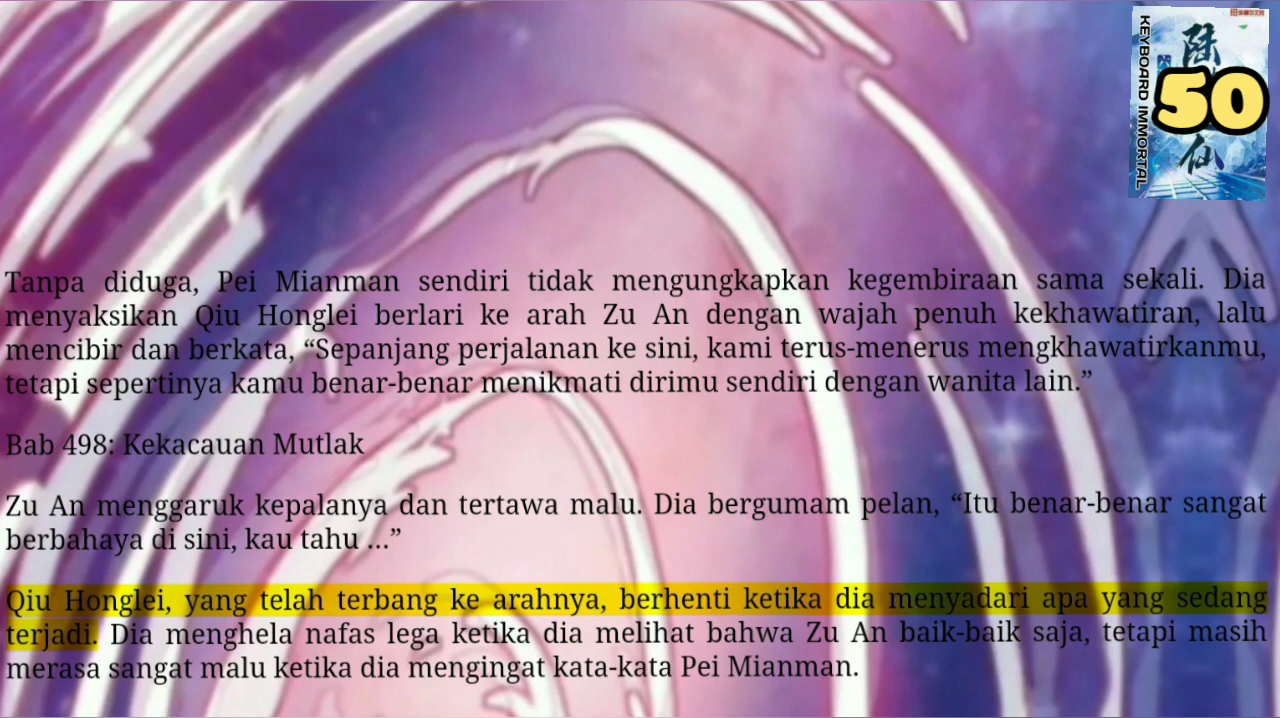 陆
仙
KEYBOARD IMMORTAL
50
Tanpa diduga, Pei Mianman sendiri tidak mengungkapkan kegembiraan sama sekali. Dia
menyaksikan Qiu Honglei berlari ke arah Zu An dengan wajah penuh kekhawatiran, lalu
mencibir dan berkata, “Sepanjang perjalanan ke sini, kami terus-menerus mengkhawatirkanmu,
tetapi sepertinya kamu benar-benar menikmati dirimu sendiri dengan wanita lain.”
Bab 498: Kekacauan Mutlak
Zu An menggaruk kepalanya dan tertawa malu. Dia bergumam pelan, “Itu benar-benar sangat
berbahaya di sini, kau tahu ...”
Qiu Honglei, yang telah terbang ke arahnya, berhenti ketika dia menyadari apa yang sedang
terjadi. Dia menghela nafas lega ketika dia melihat bahwa Zu An baik-baik saja, tetapi masih
merasa sangat malu ketika dia mengingat kata-kata Pei Mianman.